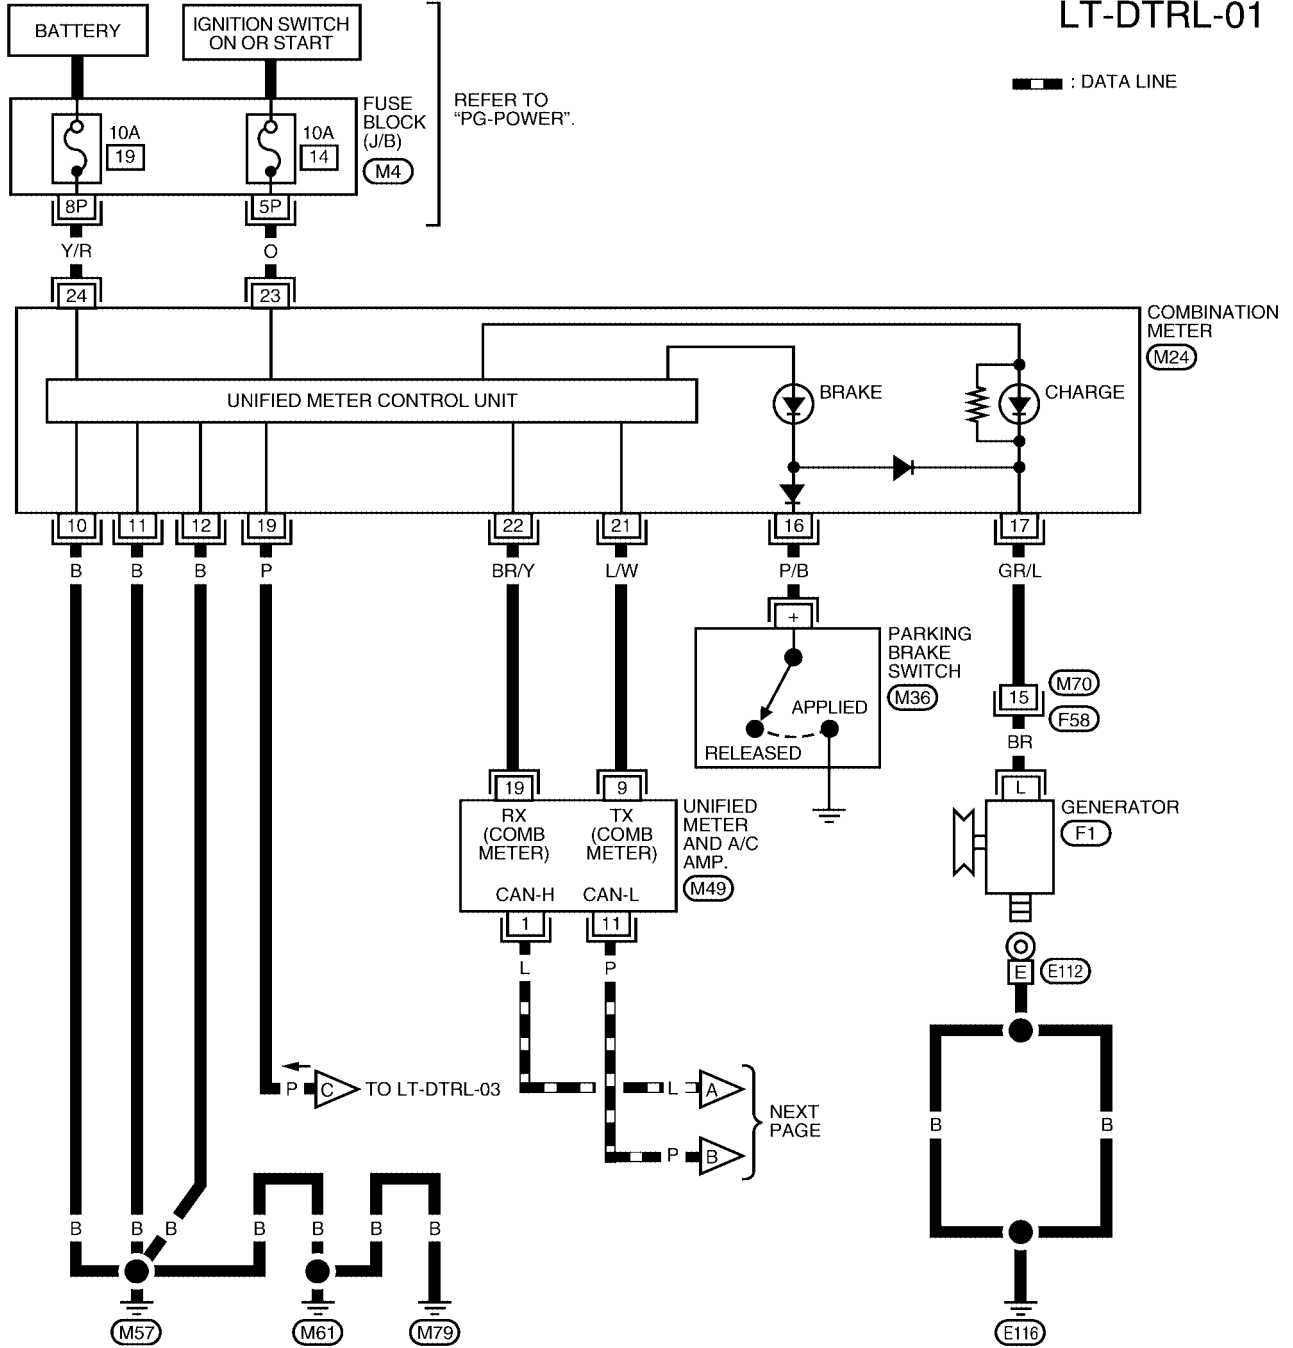 LT-DTRL-01
: DATA LINE
BATTERY
IGNITION SWITCH
ON OR START
REFER TO
"PG-POWER".
FUSE
BLOCK
(J/B)
M4
10A
19
10A
14
8P
5P
Y/R
O
24
23
COMBINATION
METER
M24
UNIFIED METER CONTROL UNIT
BRAKE
CHARGE
10
11
12
19
22
21
16
17
B
B
B
P
BR/Y
L/W
P/B
GR/L
+
PARKING
BRAKE
SWITCH
M36
APPLIED
RELEASED
15
M70
F58
BR
L
GENERATOR
F1
19
9
RX
(COMB
METER)
TX
(COMB
METER)
CAN-H
CAN-L
UNIFIED
METER
AND A/C
AMP.
M49
1
11
L
P
E
E112
P
C
TO LT-DTRL-03
L
A
P
B
NEXT
PAGE
B
B
B
B
B
B
B
B
B
M57
M61
M79
E116